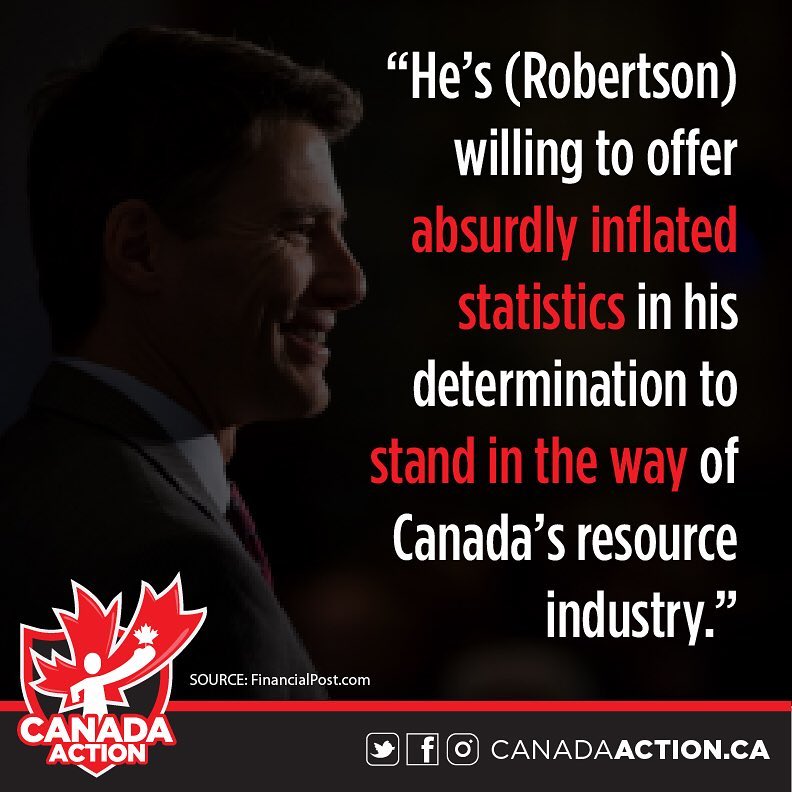 “He’s (Robertson)
willing to offer
absurdly inflated
statistics in his
determination to
stand in the way of
Canada’s resource
industry.”
SOURCE: FinancialPost.com
CANADA
ACTION
CANADAACTION.CA